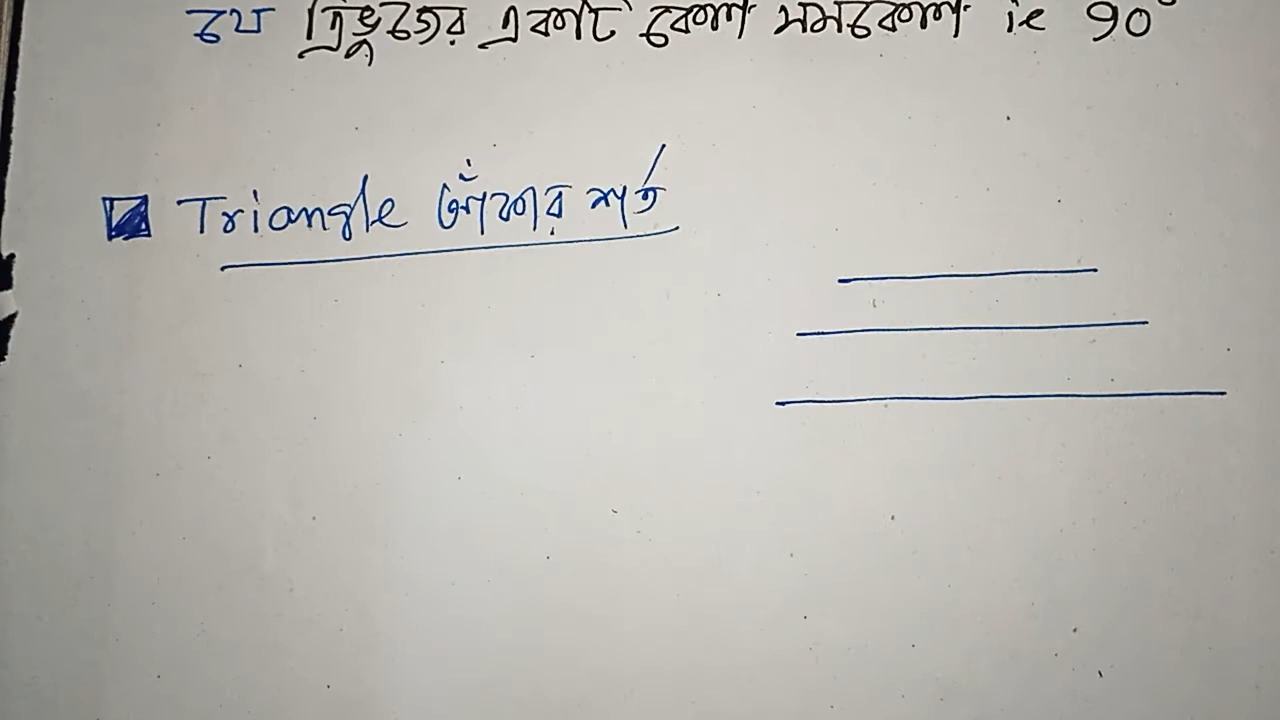 যে ত্রিভুজের একটি কোণ সমকোণ ie 90°
Triangle আঁকার শর্ত